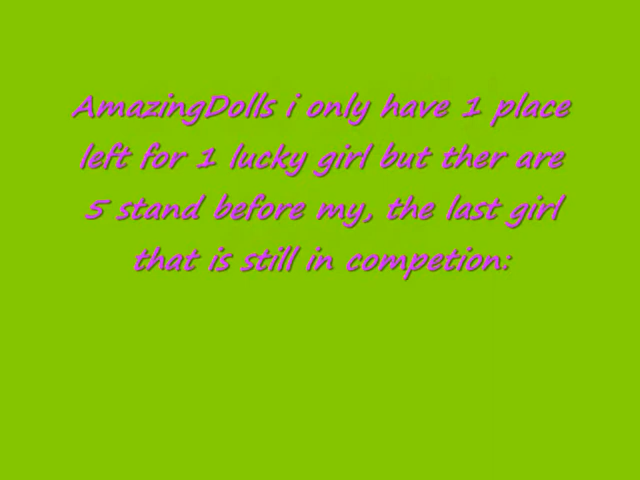 AmazingDolls i only have 1 place
left for 1 lucky girl but ther are
5 stand before my, the last girl
that is still in competion: